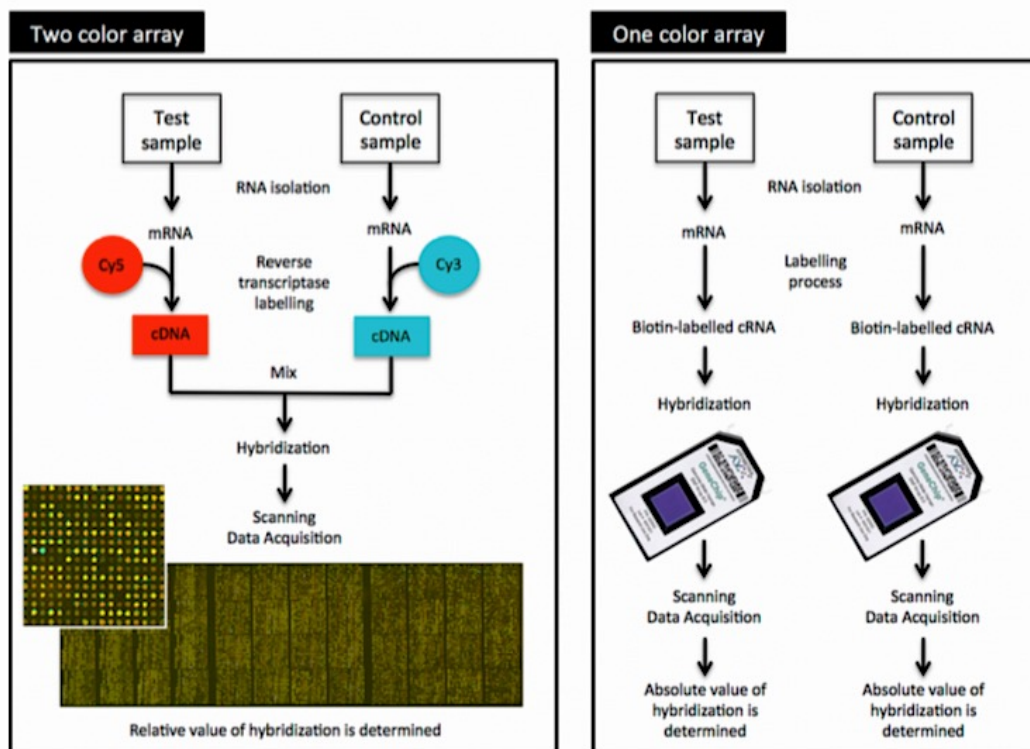 Two color array
Test
sample
Control
sample
RNA isolation
mRNA
mRNA
Cy5
Reverse
transcriptase
labelling
Cy3
cDNA
cDNA
Mix
Hybridization
Scanning
Data Acquisition
Relative value of hybridization is determined
One color array
Test
sample
Control
sample
RNA isolation
mRNA
mRNA
Labelling
process
Biotin-labelled cRNA
Biotin-labelled cRNA
Hybridization
Hybridization
GeneChip
GeneChip
Scanning
Data Acquisition
Scanning
Data Acquisition
Absolute value of
hybridization is
determined
Absolute value of
hybridization is
determined